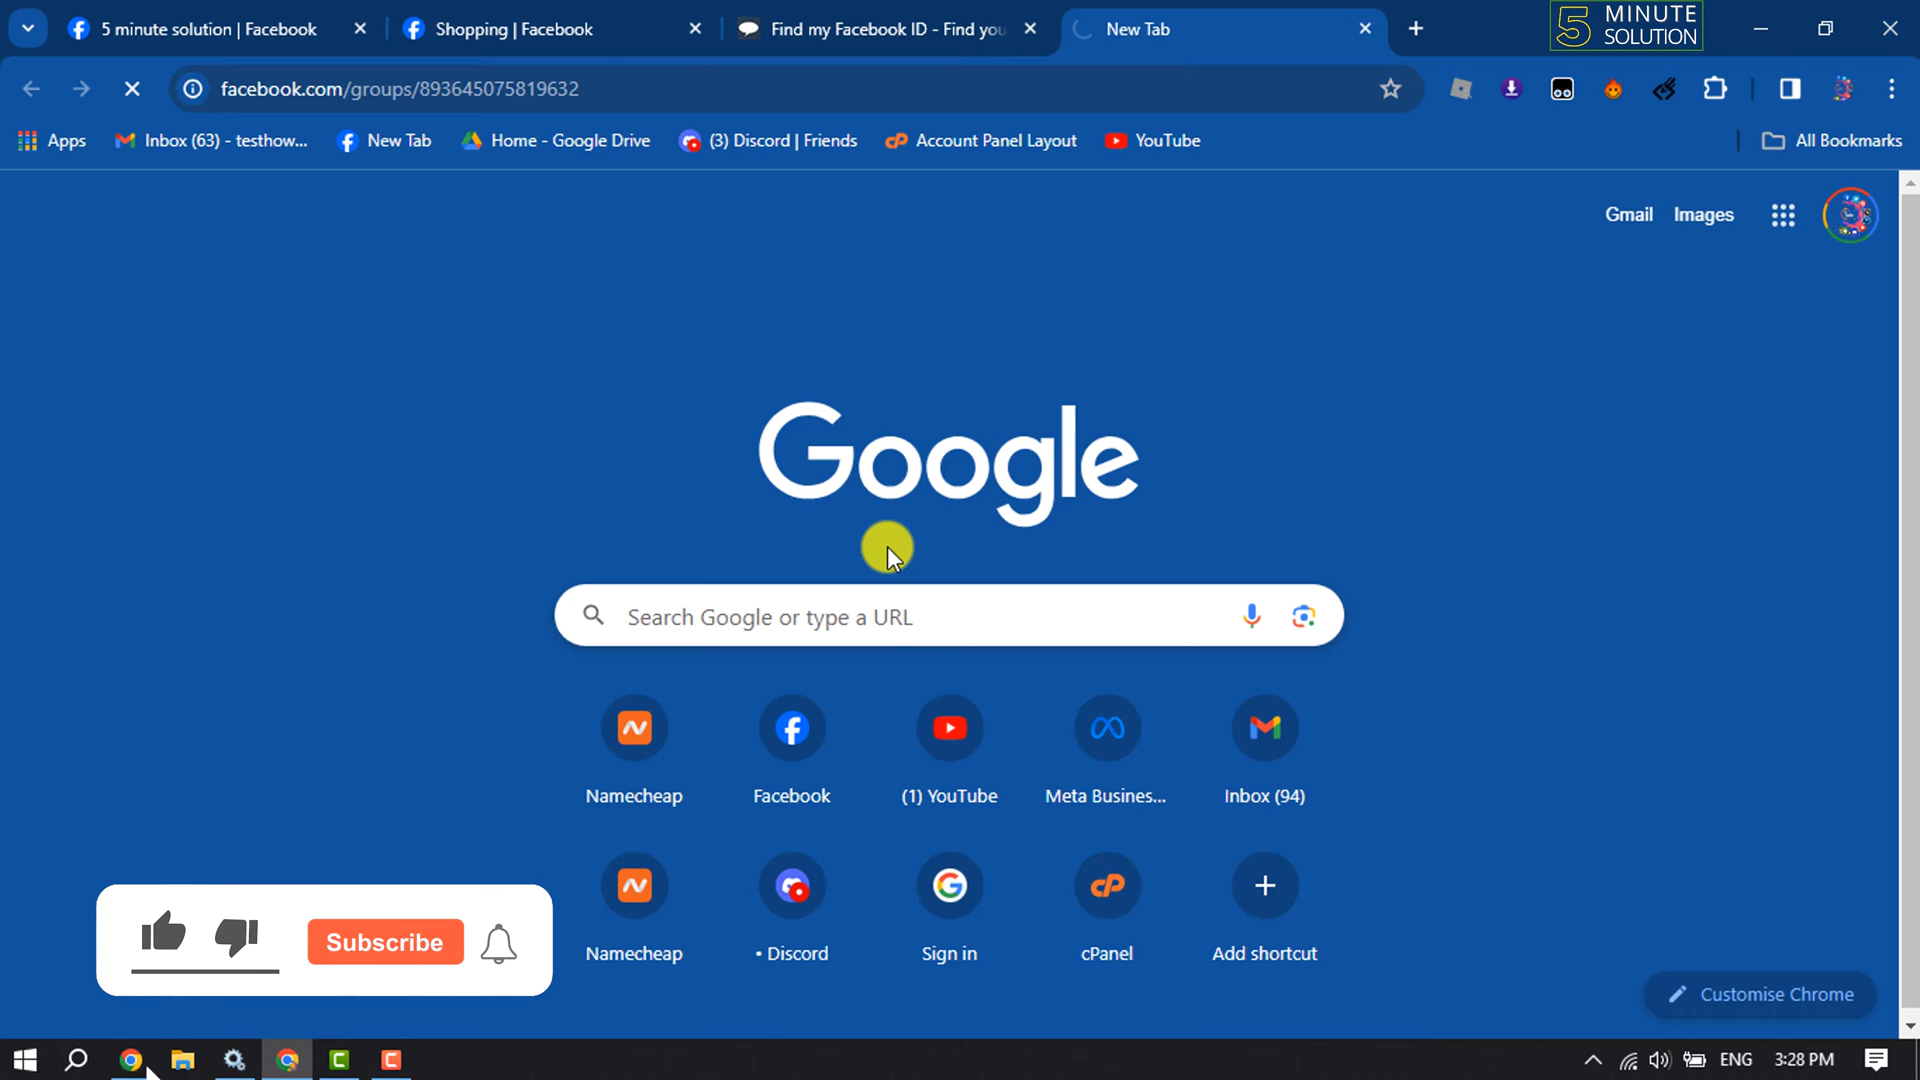 5 minute solution | Facebook
Shopping | Facebook
Find my Facebook ID - Find you
New Tab
5 MINUTE SOLUTION
facebook.com/groups/893645075819632
Apps
Inbox (63) - testhow...
New Tab
Home - Google Drive
(3) Discord | Friends
Account Panel Layout
YouTube
All Bookmarks
Gmail
Images
Google
Search Google or type a URL
Namecheap
Facebook
(1) YouTube
Meta Busines...
Inbox (94)
Namecheap
• Discord
Sign in
cPanel
Add shortcut
Subscribe
Customise Chrome
ENG
3:28 PM